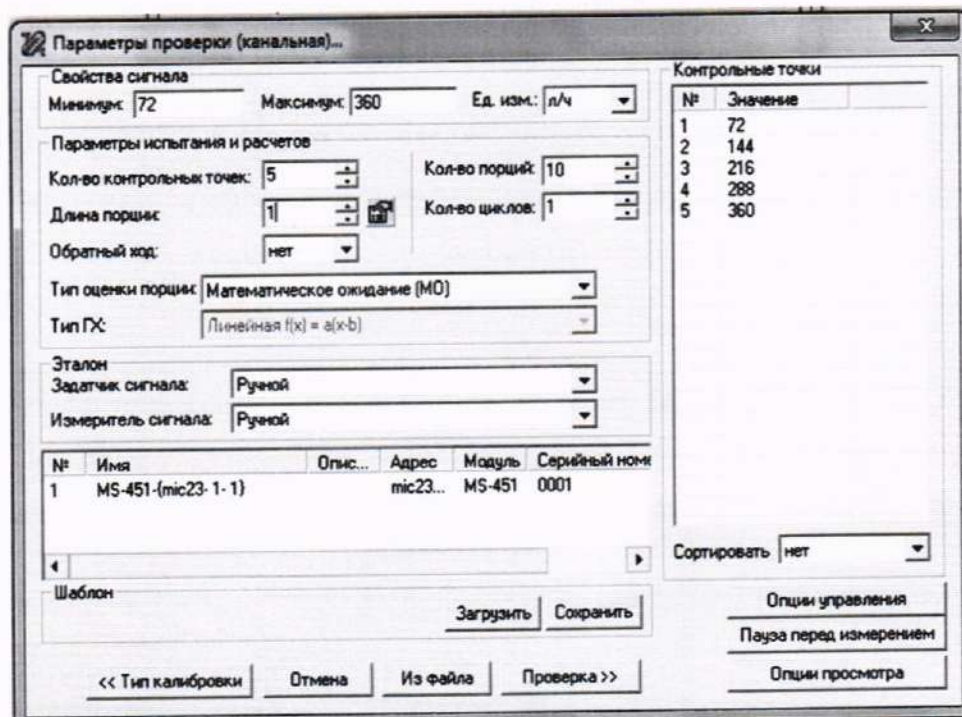 Параметры проверки (канальная)...
Свойства сигнала
Минимум: 72 Максимум: 360 Ед. изм.: л/ч
Параметры испытания и расчетов
Кол-во контрольных точек: 5 Кол-во порций: 10
Длина порции: 1 Кол-во циклов: 1
Обратный ход: нет
Тип оценки порции: Математическое ожидание (МО)
Тип ГХ: Линейная f(x) = a(x-b)
Эталон
Задатчик сигнала: Ручной
Измеритель сигнала: Ручной
№ Имя Опис... Адрес Модуль Серийный номе
1 MS-451-{mic23- 1- 1} mic23... MS-451 0001
Шаблон
Загрузить Сохранить
<< Тип калибровки Отмена Из файла Проверка >>
Контрольные точки
№ Значение
1 72
2 144
3 216
4 288
5 360
Сортировать нет
Опции управления
Пауза перед измерением
Опции просмотра